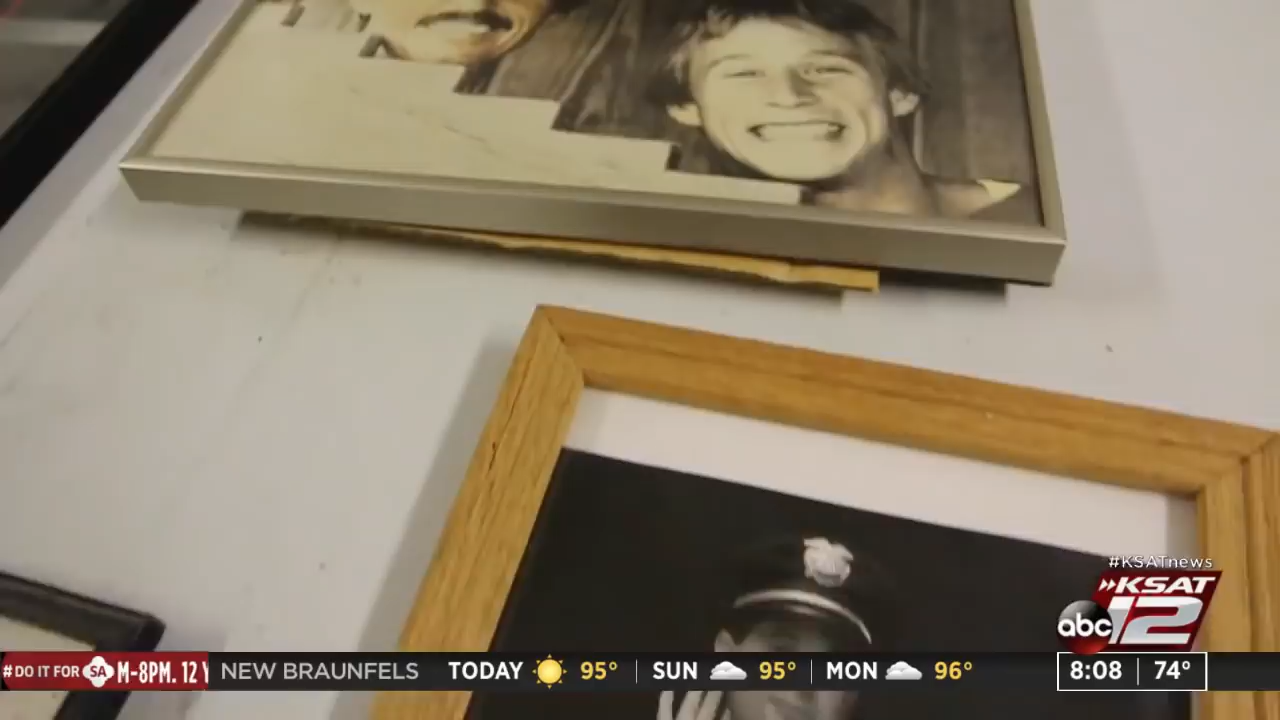 #KSATnews
KSAT
abc 12
#DO IT FOR SA M-8PM. 12 NEW BRAUNFELS TODAY 95° SUN 95° MON 96° 8:08 74°